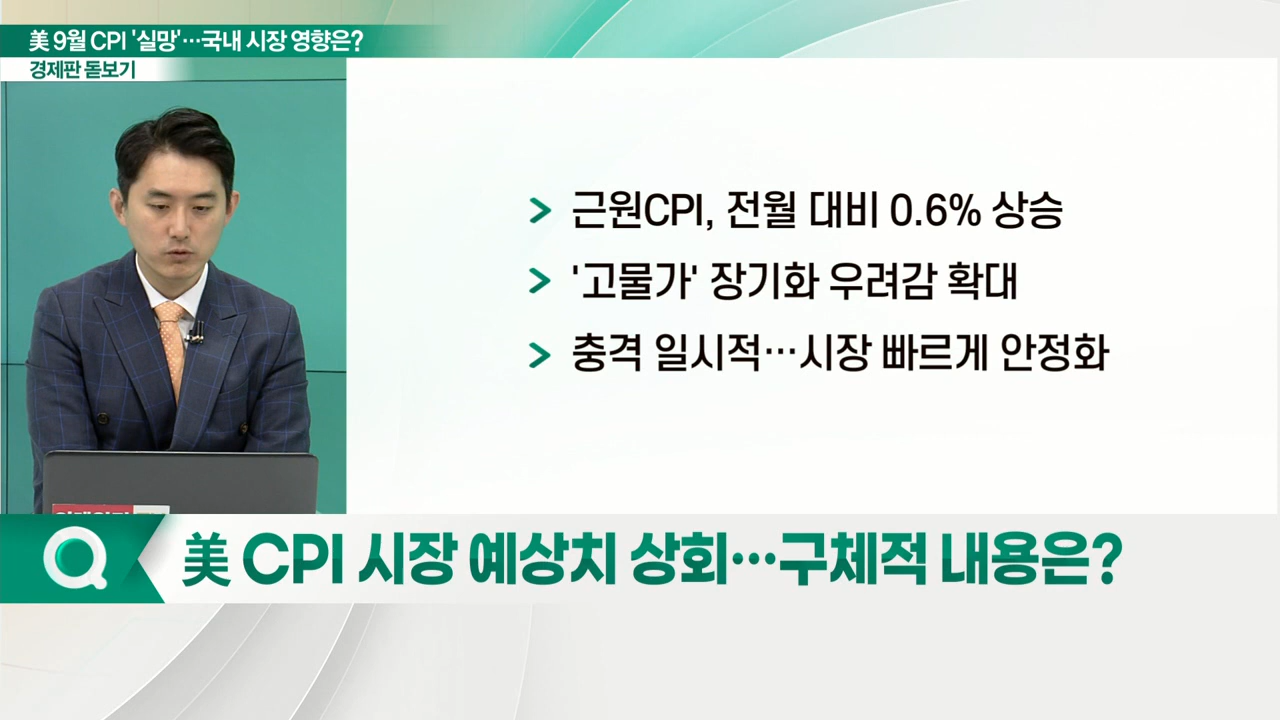 美 9월 CPI '실망'…국내 시장 영향은?
경제판 돋보기
> 근원CPI, 전월 대비 0.6% 상승
> '고물가' 장기화 우려감 확대
> 충격 일시적…시장 빠르게 안정화
美 CPI 시장 예상치 상회…구체적 내용은?